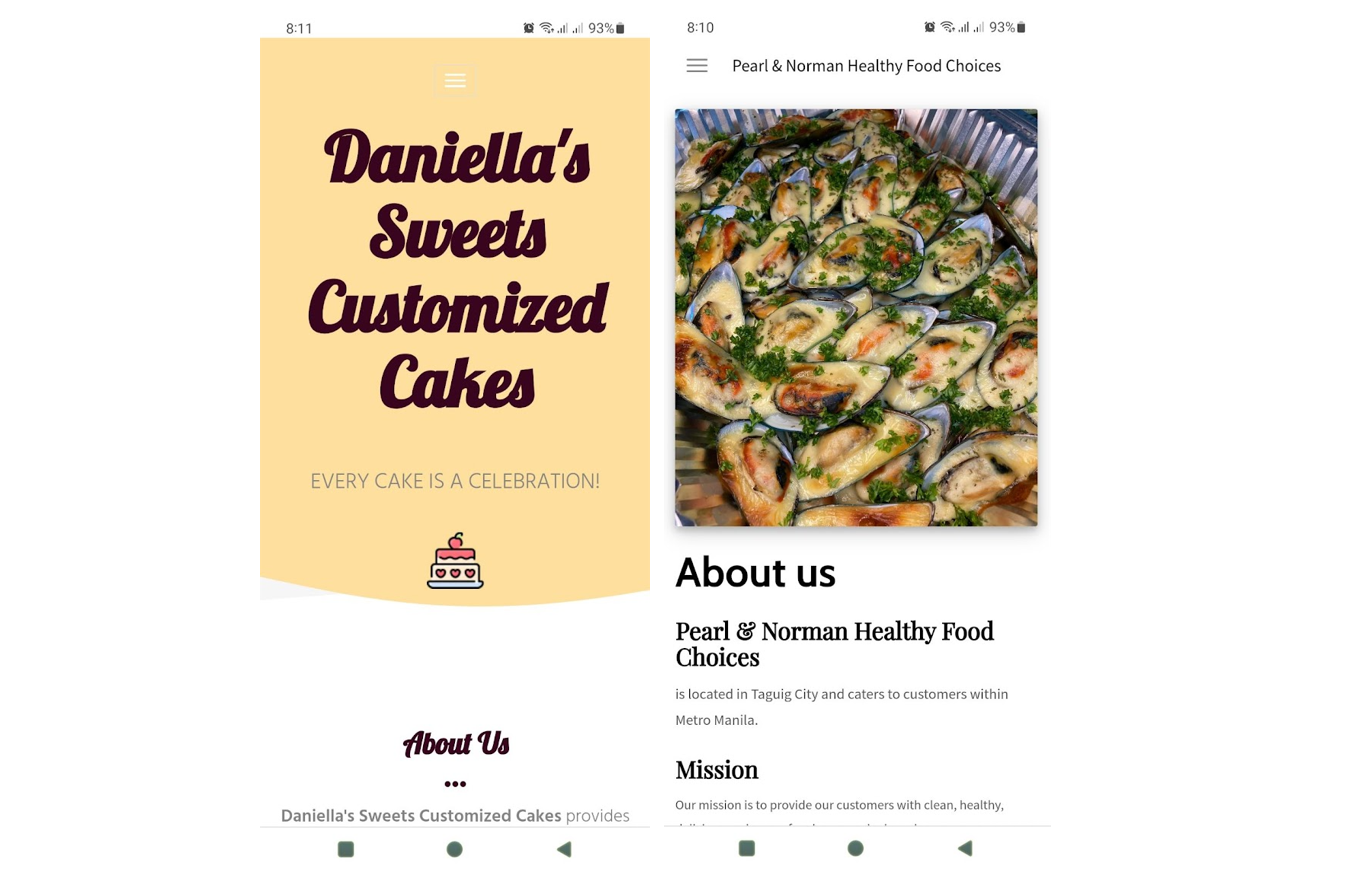 8:11
93%
Daniella's
Sweets
Customized
Cakes
EVERY CAKE IS A CELEBRATION!
About Us
Daniella's Sweets Customized Cakes provides
8:10
93%
Pearl & Norman Healthy Food Choices
About us
Pearl & Norman Healthy Food
Choices
is located in Taguig City and caters to customers within
Metro Manila.
Mission
Our mission is to provide our customers with clean, healthy,